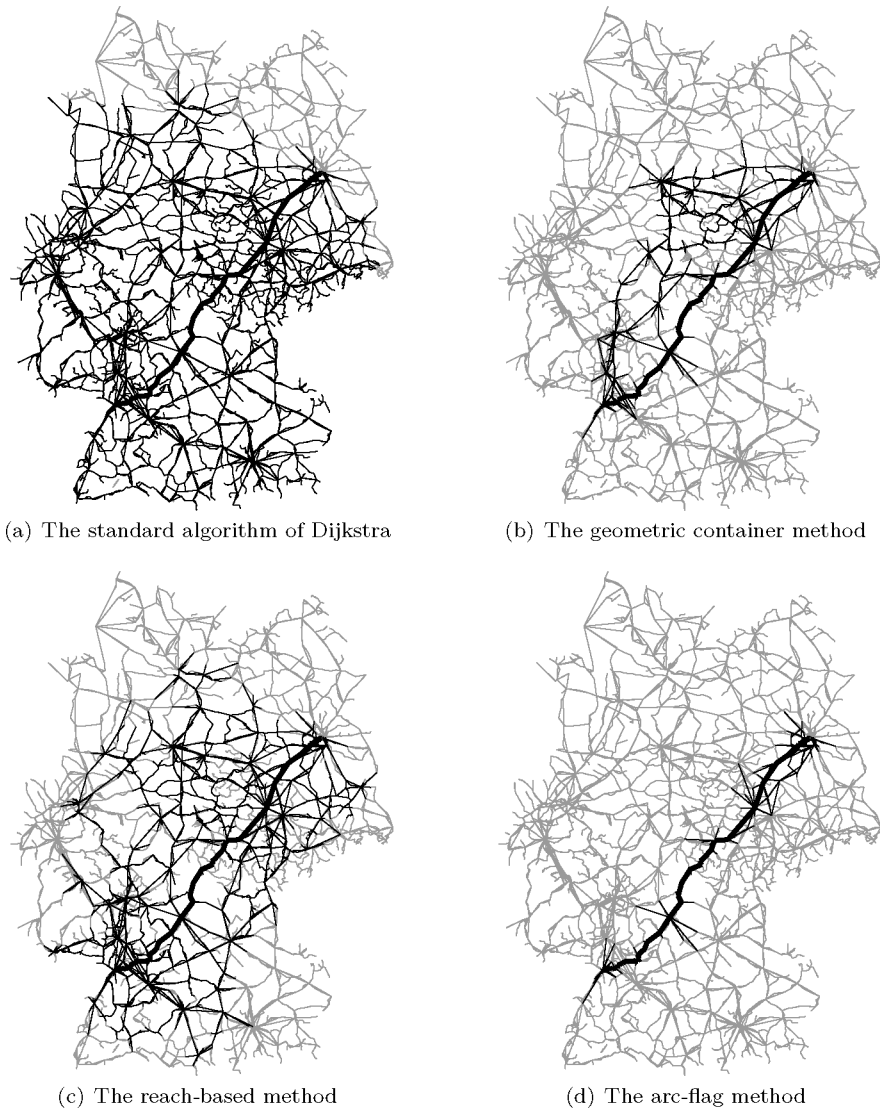 (a) The standard algorithm of Dijkstra
(b) The geometric container method
(c) The reach-based method
(d) The arc-flag method